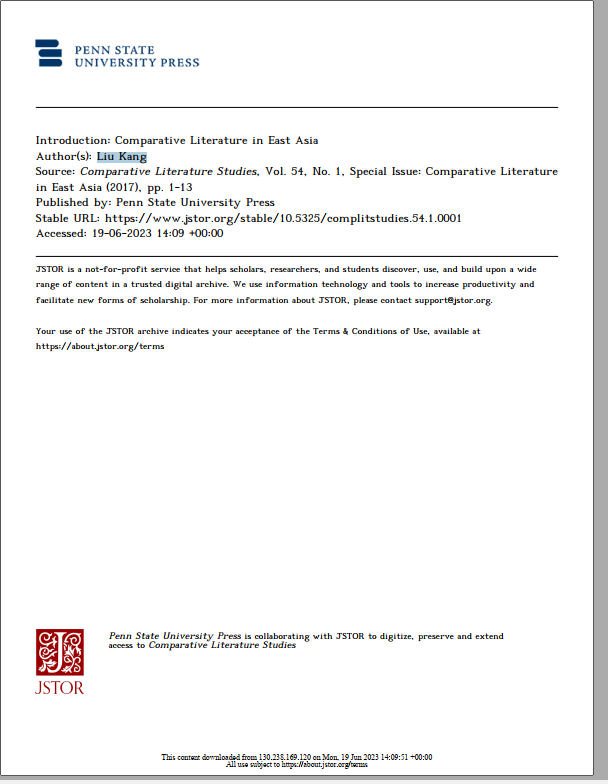 PENN STATE
UNIVERSITY PRESS
Introduction: Comparative Literature in East Asia
Author(s): Liu Kang
Source: Comparative Literature Studies, Vol. 54, No. 1, Special Issue: Comparative Literature
in East Asia (2017), pp. 1-13
Published by: Penn State University Press
Stable URL: https://www.jstor.org/stable/10.5325/complitstudies.54.1.0001
Accessed: 19-06-2023 14:09 +00:00
JSTOR is a not-for-profit service that helps scholars, researchers, and students discover, use, and build upon a wide
range of content in a trusted digital archive. We use information technology and tools to increase productivity and
facilitate new forms of scholarship. For more information about JSTOR, please contact support@jstor.org.
Your use of the JSTOR archive indicates your acceptance of the Terms & Conditions of Use, available at
https://about.jstor.org/terms
Penn State University Press is collaborating with JSTOR to digitize, preserve and extend
access to Comparative Literature Studies
JSTOR
This content downloaded from 130.238.169.120 on Mon, 19 Jun 2023 14:09:51 +00:00
All use subject to https://about.jstor.org/terms